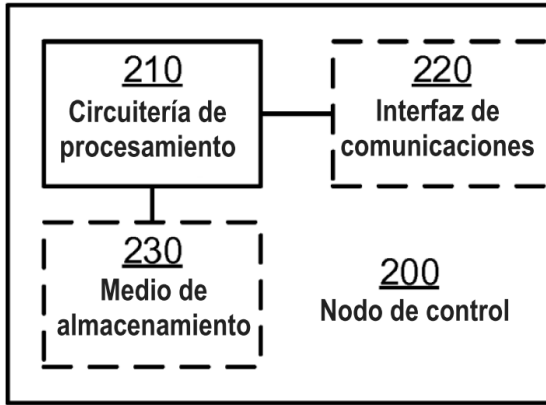 210
Circuitería de
procesamiento
220
Interfaz de
comunicaciones
230
Medio de
almacenamiento
200
Nodo de control